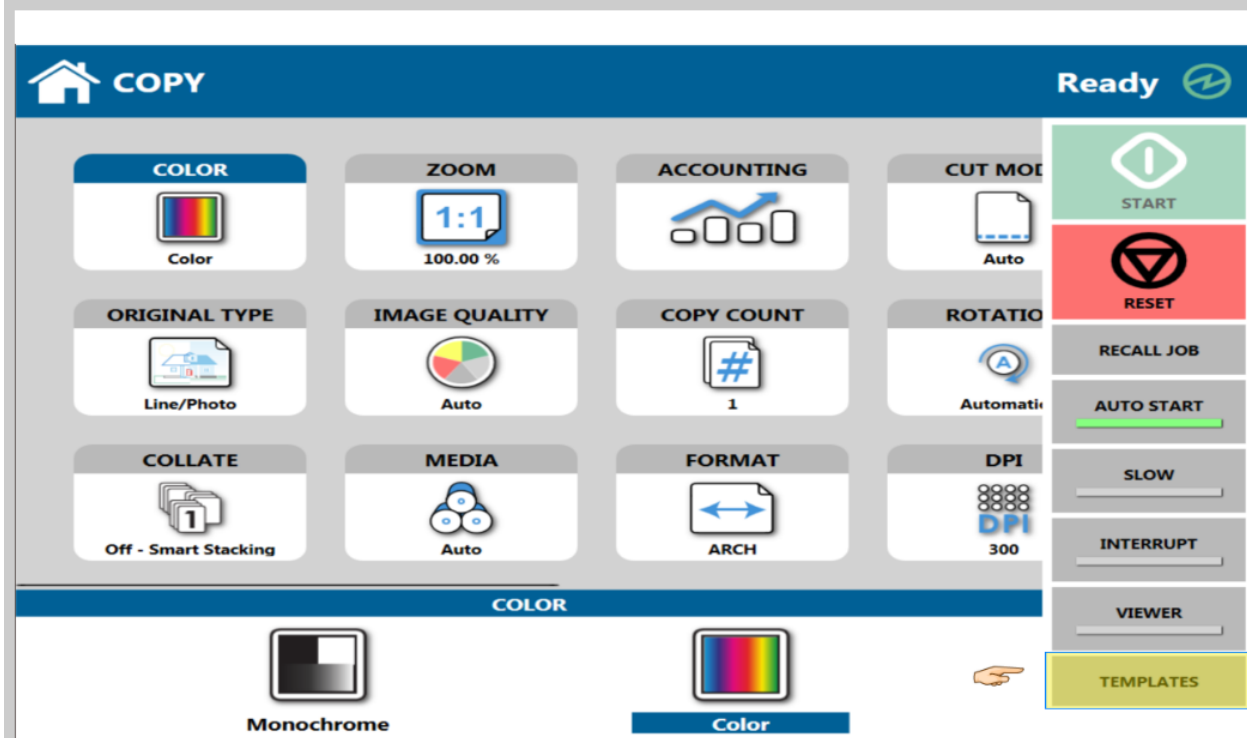 COPY
Ready
COLOR
Color
ZOOM
1:1
100.00 %
ACCOUNTING
CUT MOD
Auto
ORIGINAL TYPE
Line/Photo
IMAGE QUALITY
Auto
COPY COUNT
#
1
ROTATIO
A
Automatic
COLLATE
1
Off - Smart Stacking
MEDIA
Auto
FORMAT
ARCH
DPI
DPI
300
START
RESET
RECALL JOB
AUTO START
SLOW
INTERRUPT
VIEWER
TEMPLATES
COLOR
Monochrome
Color